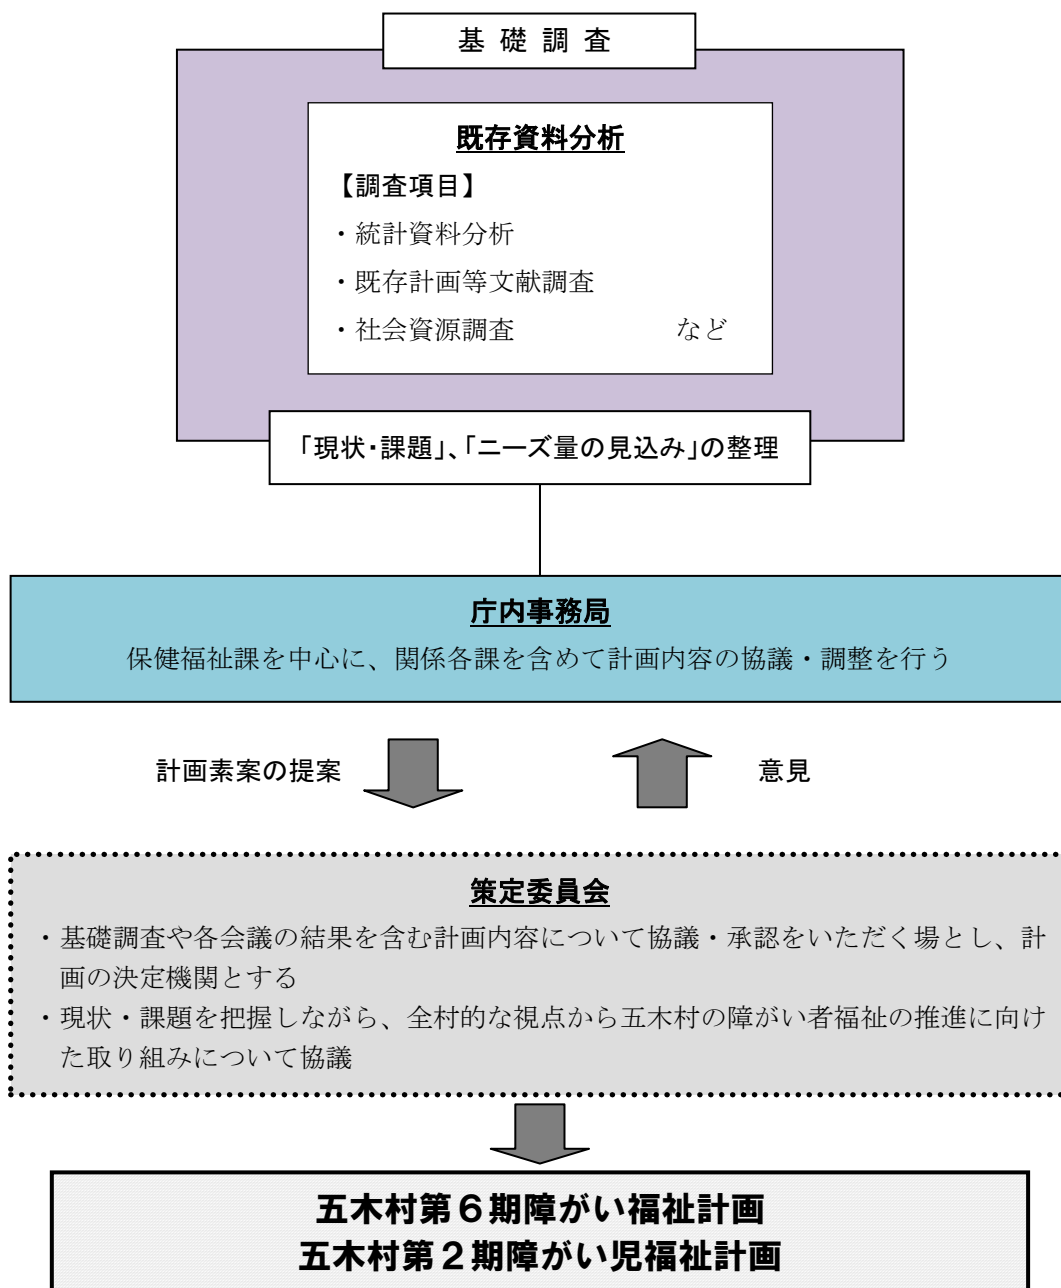 基 礎 調 査
既存資料分析
【調査項目】
・統計資料分析
・既存計画等文献調査
・社会資源調査　　　　　　など
「現状・課題」、「ニーズ量の見込み」の整理
庁内事務局
保健福祉課を中心に、関係各課を含めて計画内容の協議・調整を行う
計画素案の提案
意見
策定委員会
・基礎調査や各会議の結果を含む計画内容について協議・承認をいただく場とし、計
画の決定機関とする
・現状・課題を把握しながら、全村的な視点から五木村の障がい者福祉の推進に向け
た取り組みについて協議
五木村第６期障がい福祉計画
五木村第２期障がい児福祉計画